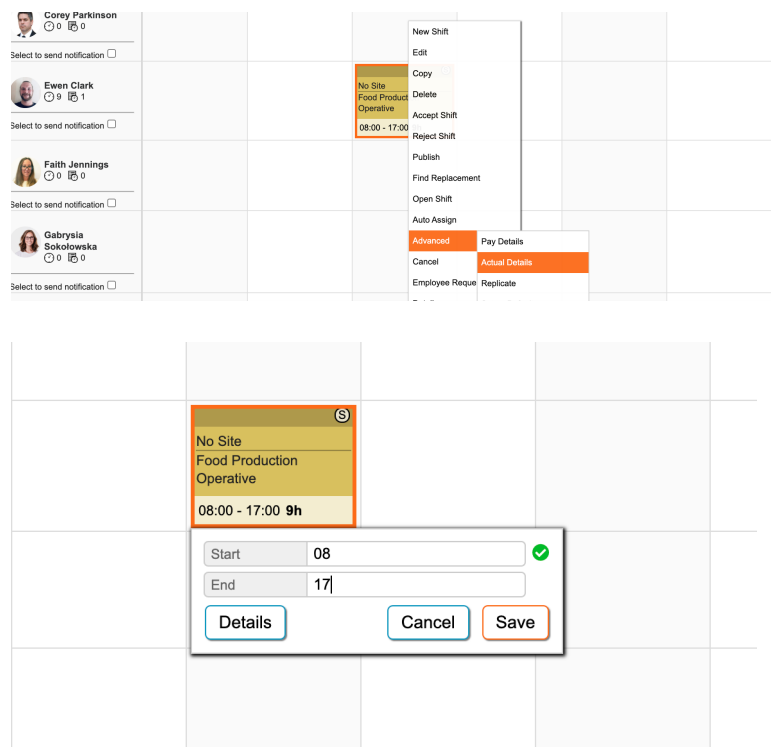 Corey Parkinson
0 0
Select to send notification
Ewen Clark
9 1
Select to send notification
Faith Jennings
0 0
Select to send notification
Gabrysia
Sokołowska
0 0
Select to send notification
No Site
Food Product
Operative
08:00 - 17:00
New Shift
Edit
Copy
Delete
Accept Shift
Reject Shift
Publish
Find Replacement
Open Shift
Auto Assign
Advanced
Cancel
Employee Reque
Pay Details
Actual Details
Replicate
S
No Site
Food Production
Operative
08:00 - 17:00 9h
Start 08
End 17
Details Cancel Save